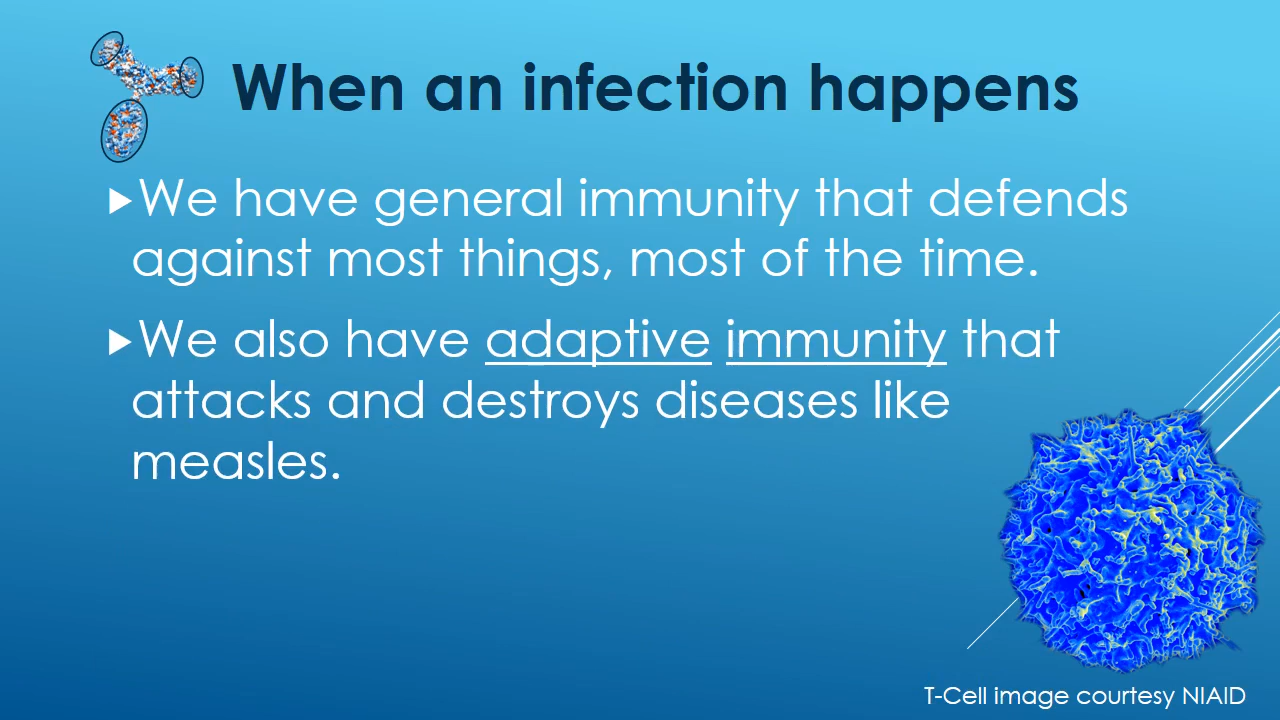 When an infection happens
We have general immunity that defends
against most things, most of the time.
We also have adaptive immunity that
attacks and destroys diseases like
measles.
T-Cell image courtesy NIAID